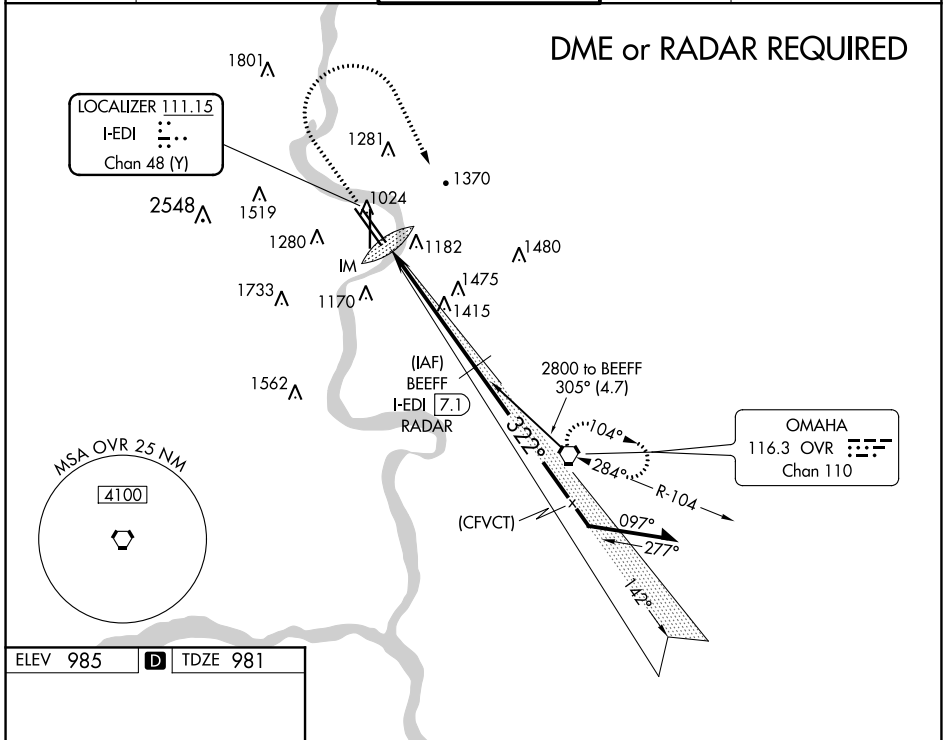 DME or RADAR REQUIRED
1801
LOCALIZER 111.15
I-EDI
Chan 48 (Y)
1281
1370
1024
2548
1519
1280
1182
1480
IM
1475
1733
1170
1415
(IAF)
BEEFF
I-EDI 7.1
RADAR
2800 to BEEFF
305° (4.7)
1562
322°
104°
284°
R-104
OMAHA
116.3 OVR
Chan 110
MSA OVR 25 NM
4100
(CFVCT)
097°
277°
142°
ELEV 985 D TDZE 981